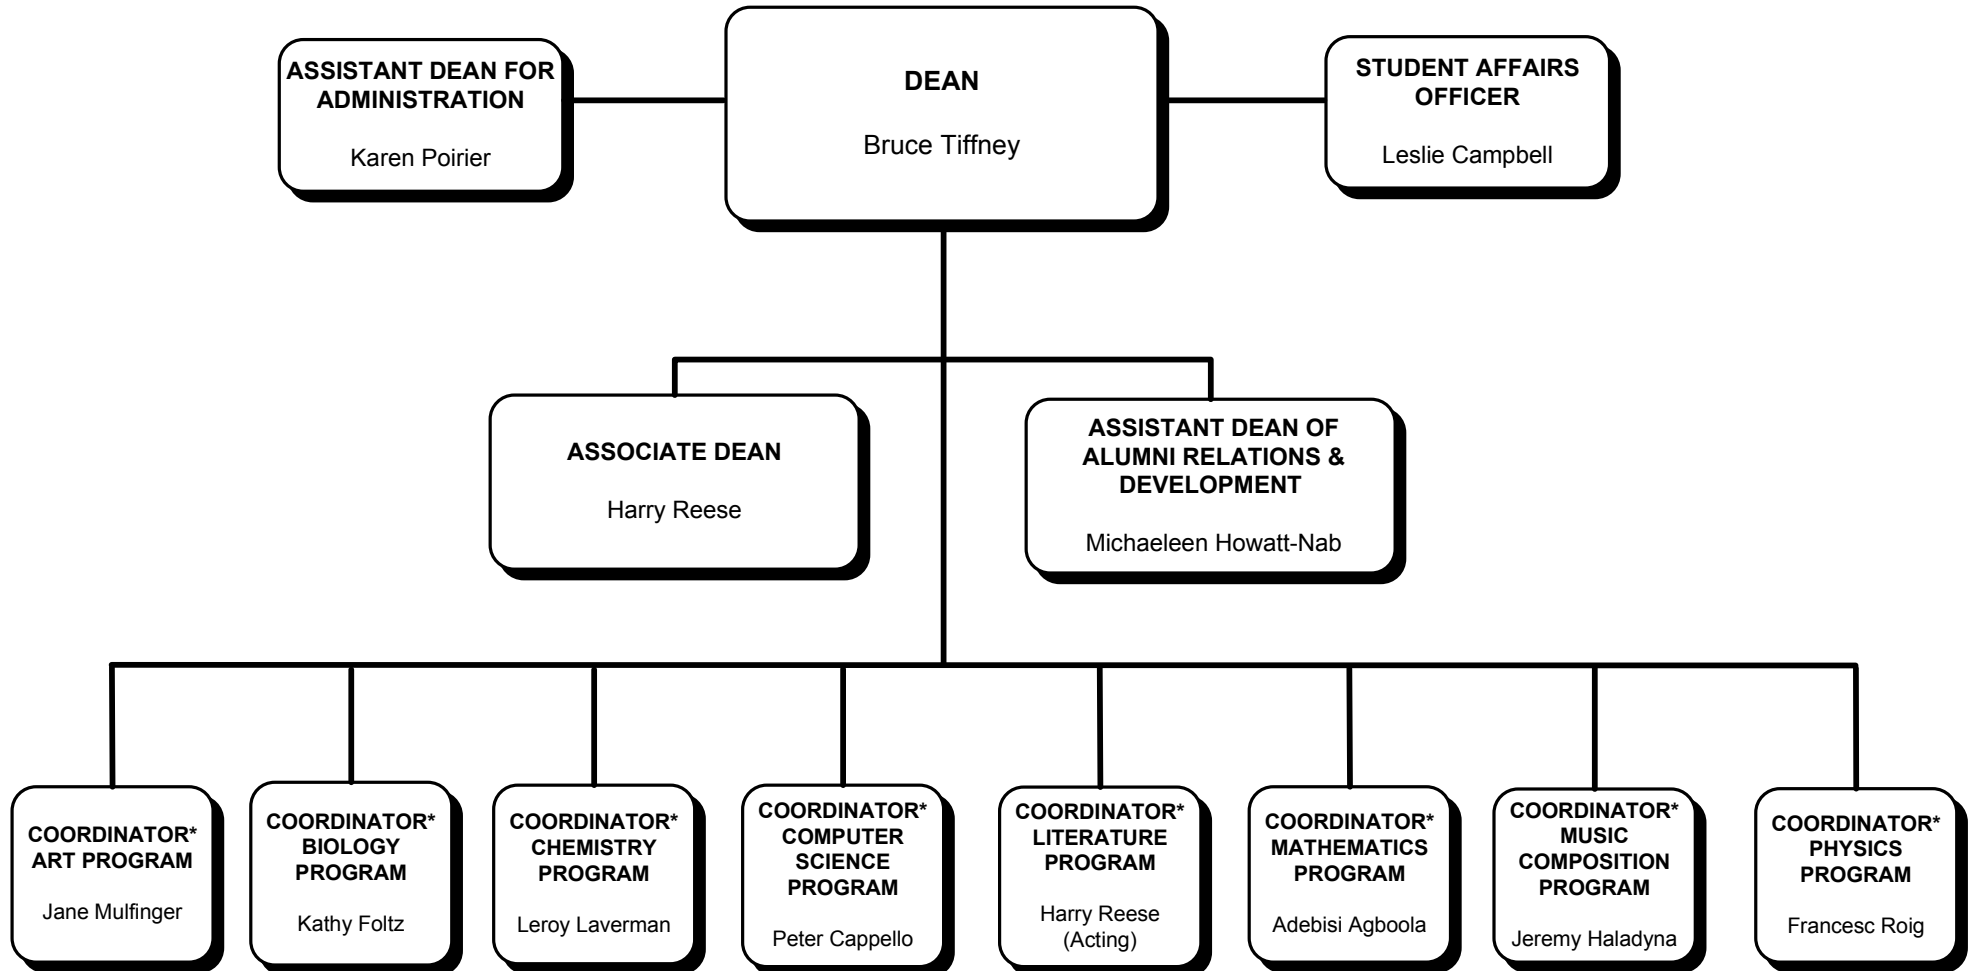 ASSISTANT DEAN FOR
ADMINISTRATION
Karen Poirier
DEAN
Bruce Tiffney
STUDENT AFFAIRS
OFFICER
Leslie Campbell
ASSOCIATE DEAN
Harry Reese
ASSISTANT DEAN OF
ALUMNI RELATIONS &
DEVELOPMENT
Michaeleen Howatt-Nab
COORDINATOR*
ART PROGRAM
Jane Mulfinger
COORDINATOR*
BIOLOGY
PROGRAM
Kathy Foltz
COORDINATOR*
CHEMISTRY
PROGRAM
Leroy Laverman
COORDINATOR*
COMPUTER
SCIENCE
PROGRAM
Peter Cappello
COORDINATOR*
LITERATURE
PROGRAM
Harry Reese
(Acting)
COORDINATOR*
MATHEMATICS
PROGRAM
Adebisi Agboola
COORDINATOR*
MUSIC
COMPOSITION
PROGRAM
Jeremy Haladyna
COORDINATOR*
PHYSICS
PROGRAM
Francesc Roig